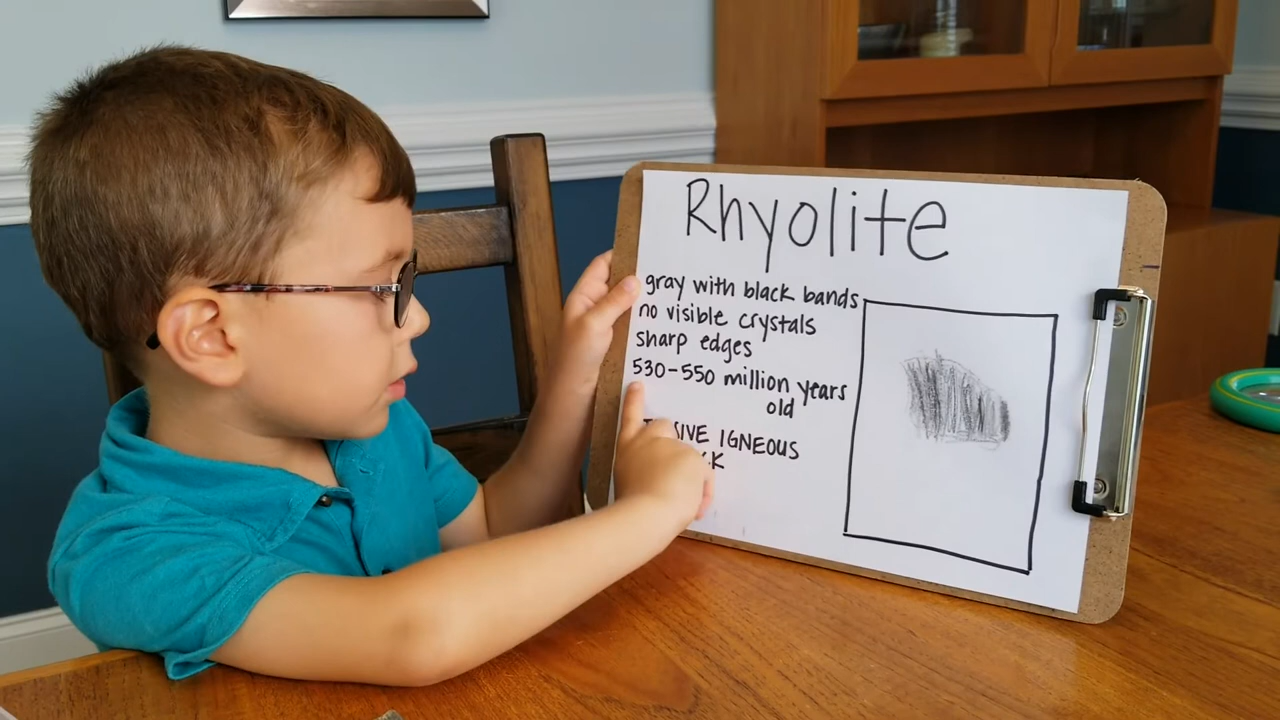 Rhyolite
gray with black bands
no visible crystals
sharp edges
530-550 million years
old
IGNEOUS